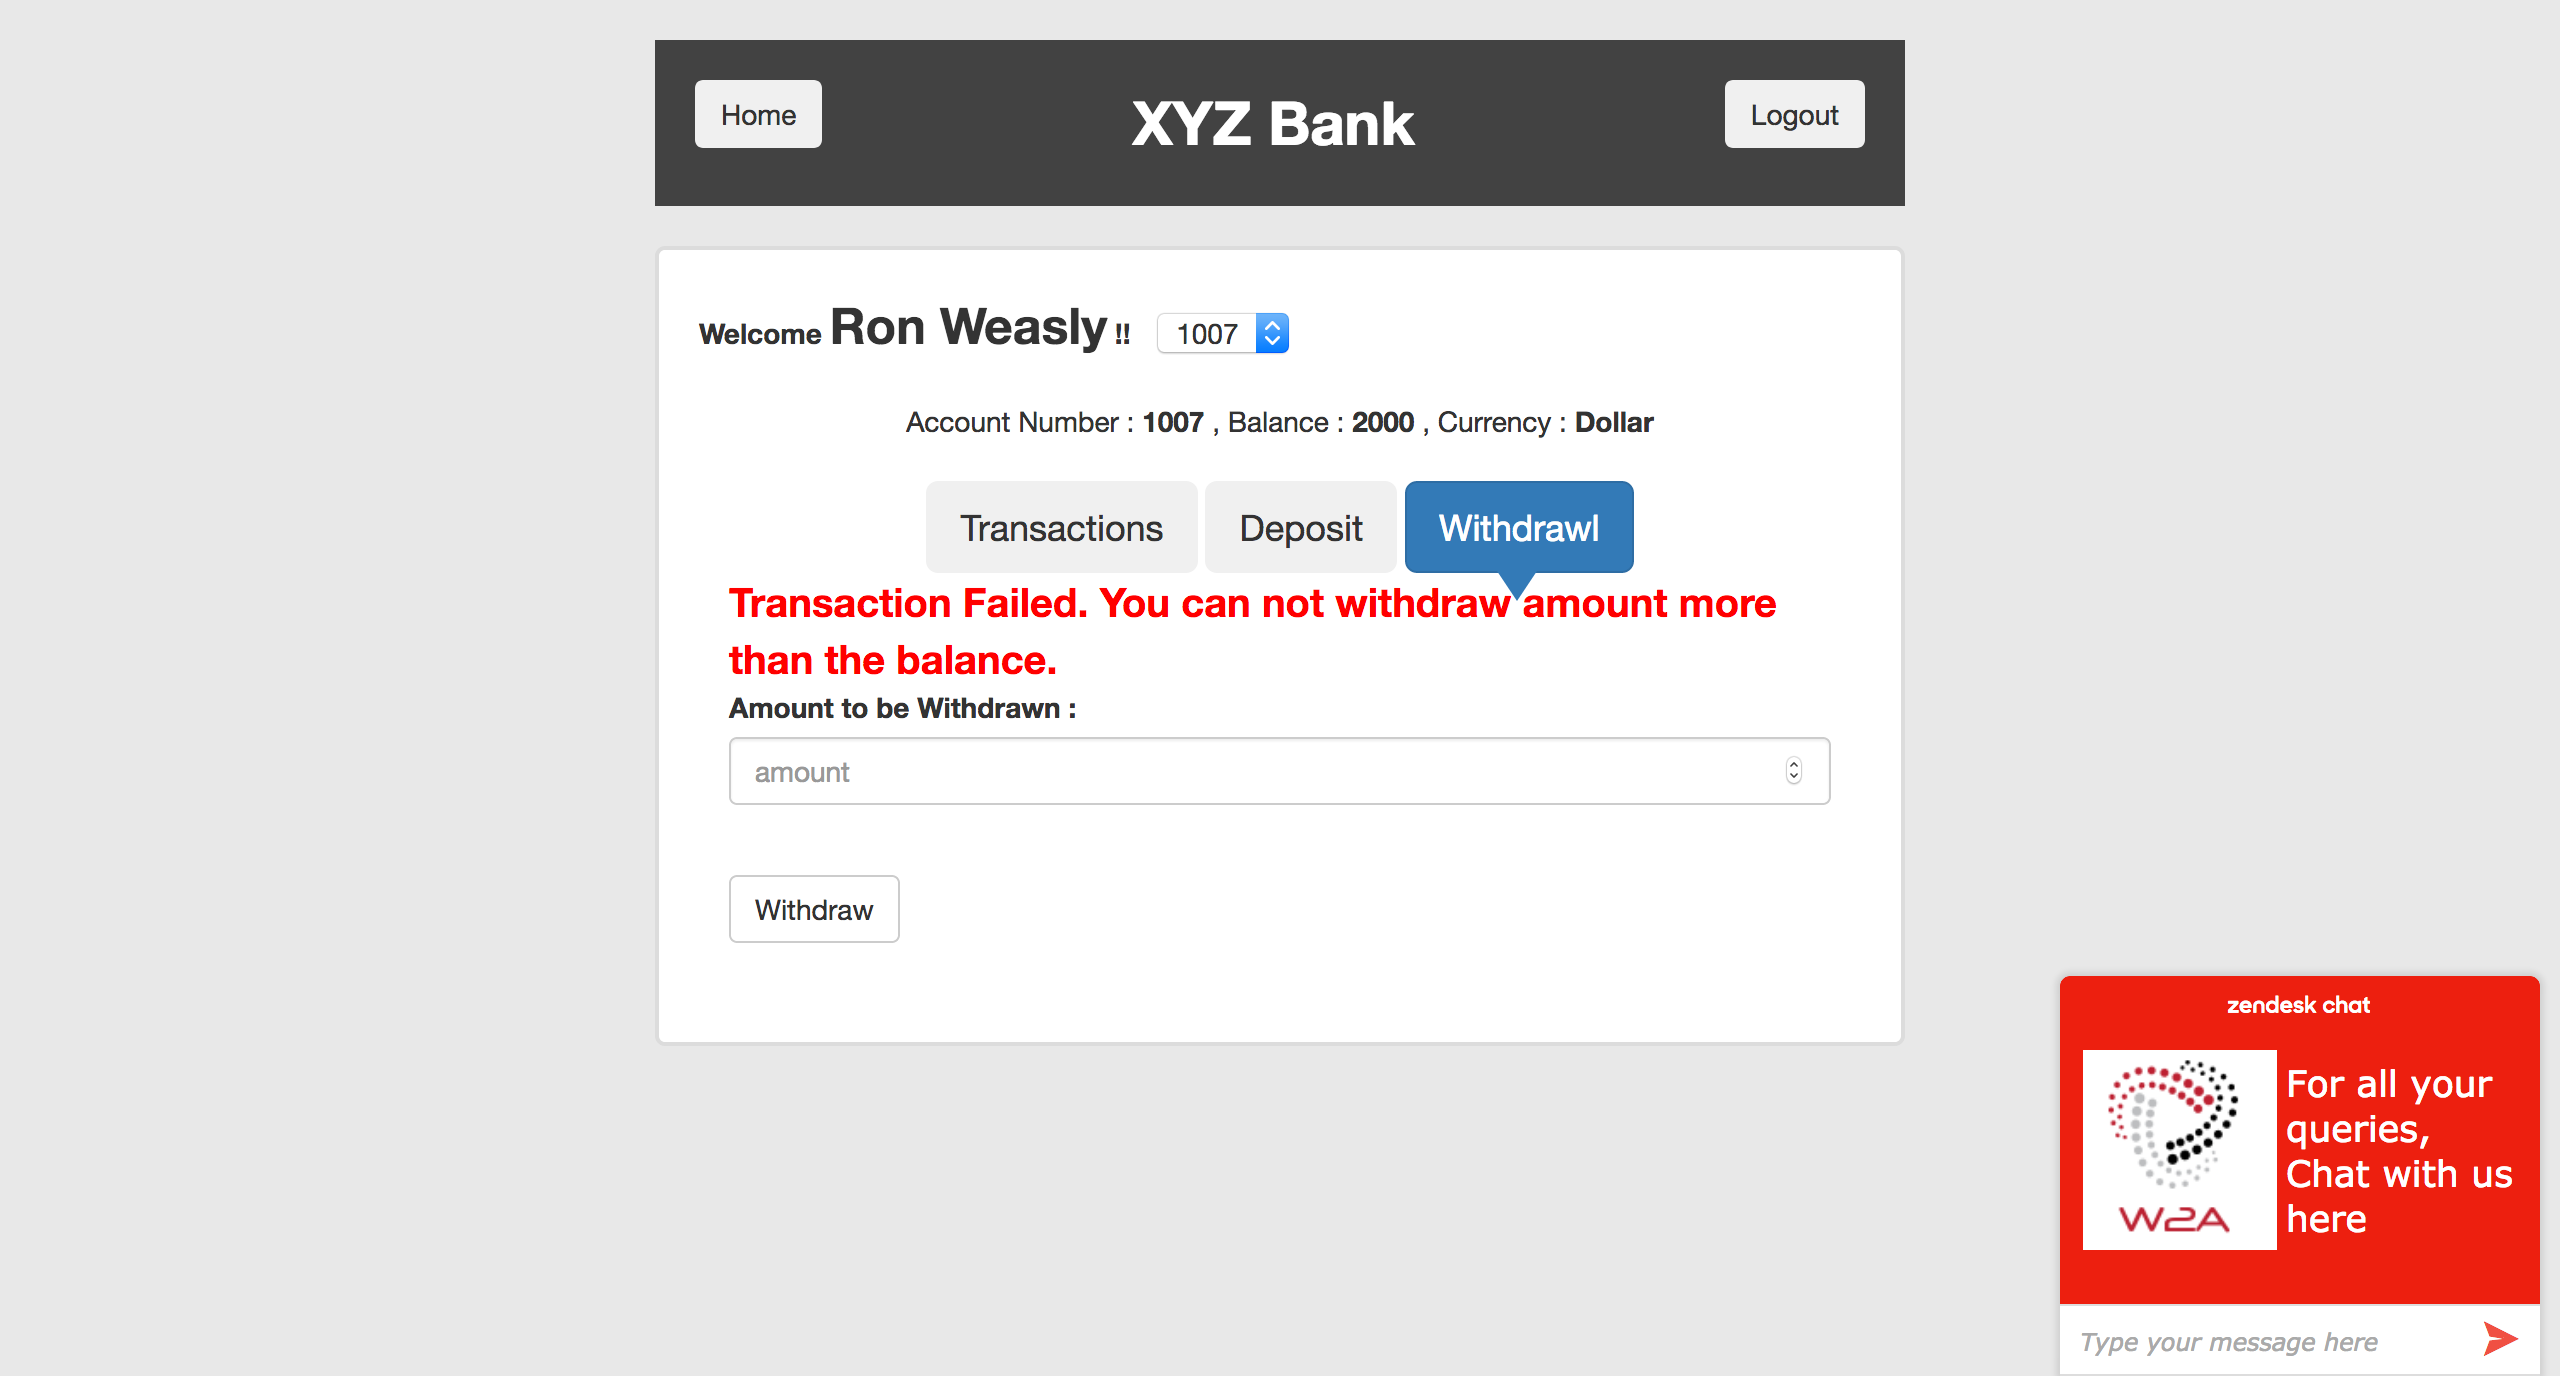 Home
XYZ Bank
Logout
Welcome Ron Weasly !! 1007
Account Number : 1007 , Balance : 2000 , Currency : Dollar
Transactions
Deposit
Withdrawl
Transaction Failed. You can not withdraw amount more
than the balance.
Amount to be Withdrawn :
amount
Withdraw
zendesk chat
W2A
For all your
queries,
Chat with us
here
Type your message here